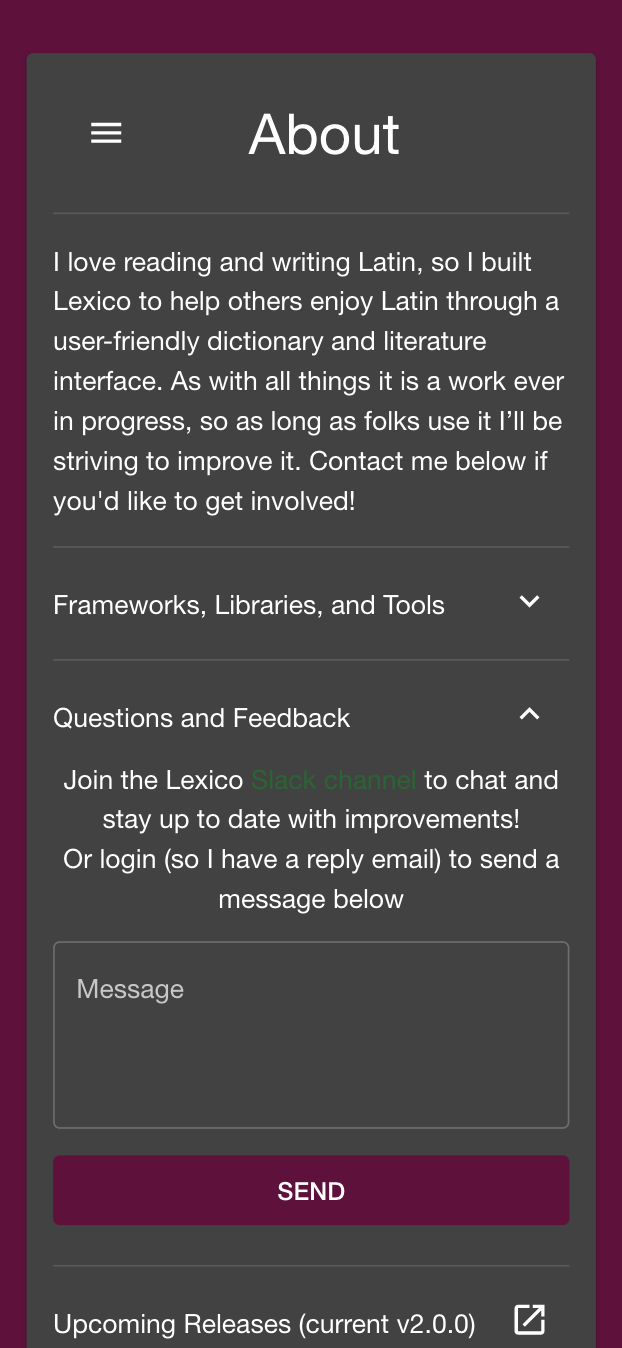 About
I love reading and writing Latin, so I built
Lexico to help others enjoy Latin through a
user-friendly dictionary and literature
interface. As with all things it is a work ever
in progress, so as long as folks use it I’ll be
striving to improve it. Contact me below if
you'd like to get involved!
Frameworks, Libraries, and Tools
Questions and Feedback
Join the Lexico Slack channel to chat and
stay up to date with improvements!
Or login (so I have a reply email) to send a
message below
Message
SEND
Upcoming Releases (current v2.0.0)